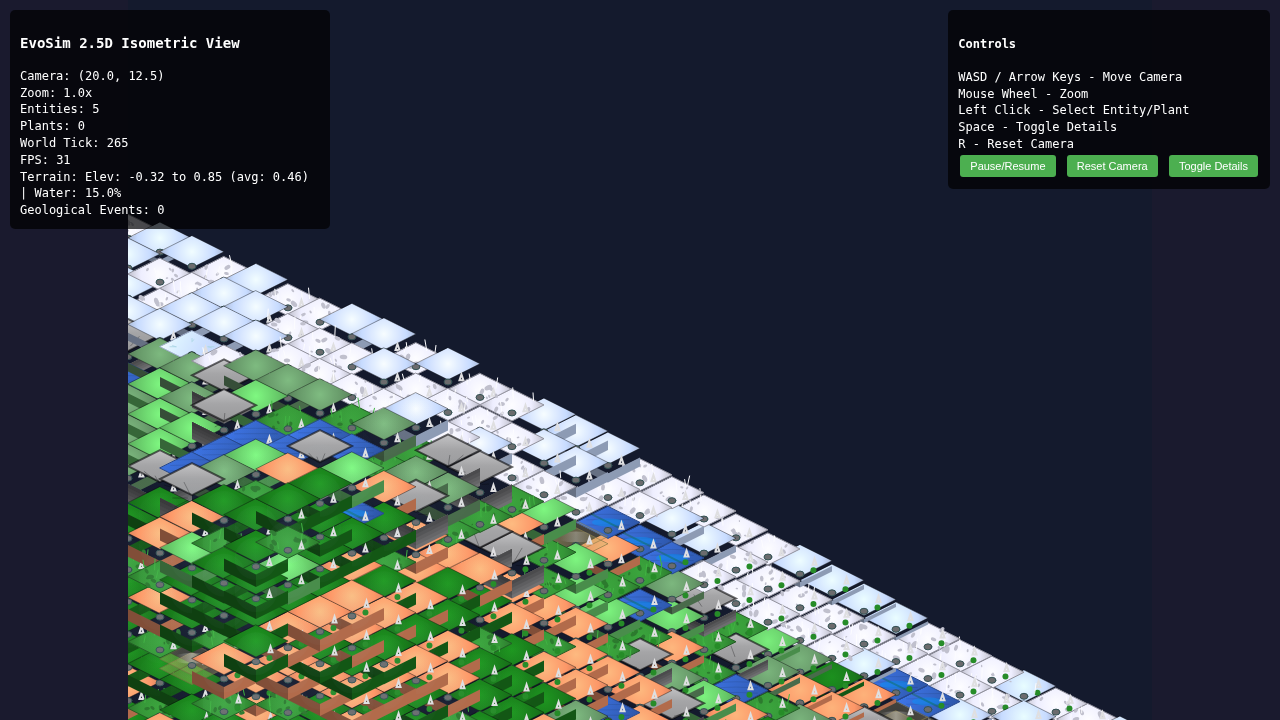 EvoSim 2.5D Isometric View
Camera: (20.0, 12.5)
Zoom: 1.0x
Entities: 5
Plants: 0
World Tick: 265
FPS: 31
Terrain: Elev: -0.32 to 0.85 (avg: 0.46)
| Water: 15.0%
Geological Events: 0
Controls
WASD / Arrow Keys - Move Camera
Mouse Wheel - Zoom
Left Click - Select Entity/Plant
Space - Toggle Details
R - Reset Camera
Pause/Resume Reset Camera Toggle Details